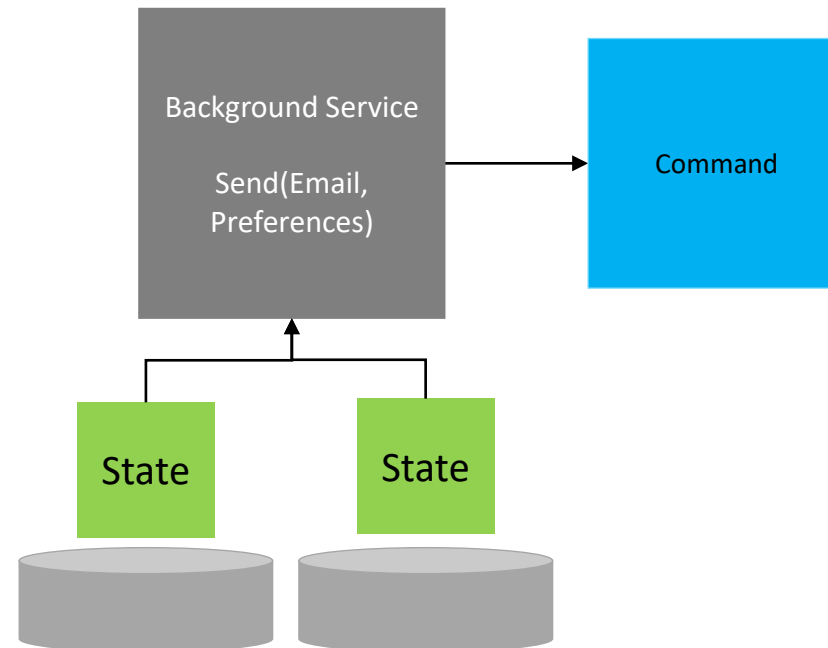 Background Service
Send(Email,
Preferences)
Command
State
State